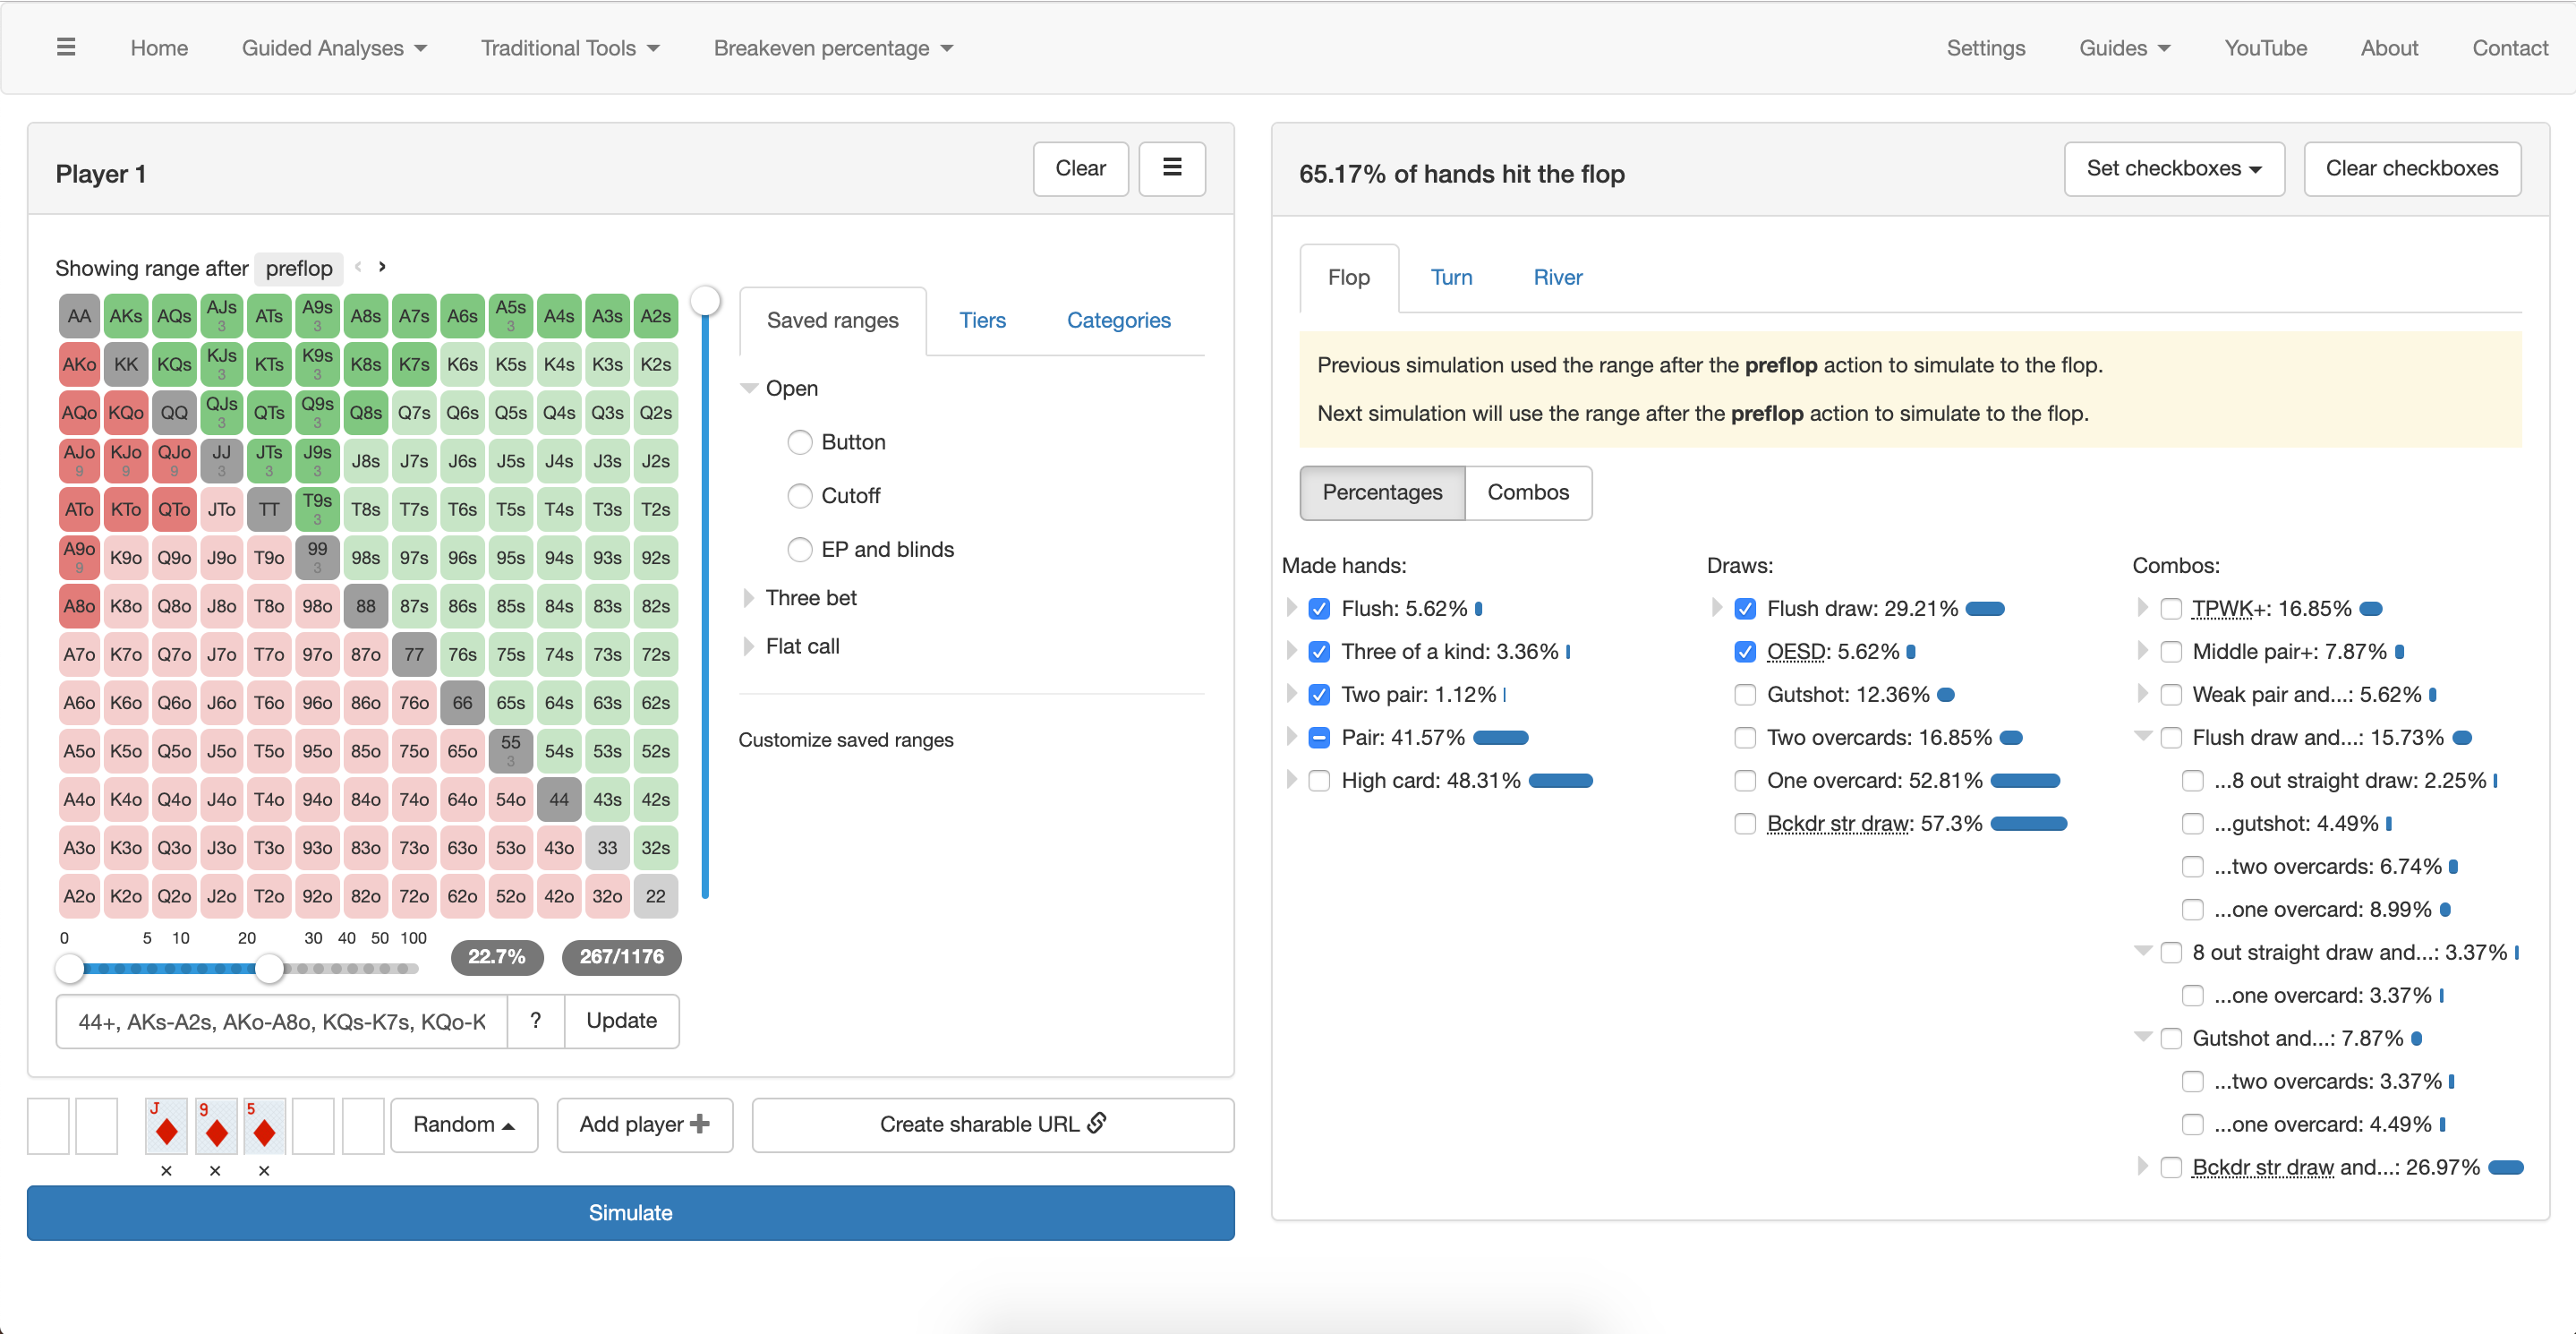 ☰ Home Guided Analyses Traditional Tools Breakeven percentage Settings Guides YouTube About Contact
Player 1 Clear ☰
Showing range after preflop ‹ ›
AA AKs AQs AJs 3 ATs A9s 3 A8s A7s A6s A5s 3 A4s A3s A2s
AKo KK KQs KJs 3 KTs K9s 3 K8s K7s K6s K5s K4s K3s K2s
AQo KQo QQ QJs 3 QTs Q9s 3 Q8s Q7s Q6s Q5s Q4s Q3s Q2s
AJo 9 KJo 9 QJo 9 JJ 3 JTs 3 J9s 3 J8s J7s J6s J5s J4s J3s J2s
ATo KTo QTo JTo TT T9s 3 T8s T7s T6s T5s T4s T3s T2s
A9o 9 K9o Q9o J9o T9o 99 3 98s 97s 96s 95s 94s 93s 92s
A8o K8o Q8o J8o T8o 98o 88 87s 86s 85s 84s 83s 82s
A7o K7o Q7o J7o T7o 97o 87o 77 76s 75s 74s 73s 72s
A6o K6o Q6o J6o T6o 96o 86o 76o 66 65s 64s 63s 62s
A5o K5o Q5o J5o T5o 95o 85o 75o 65o 55 3 54s 53s 52s
A4o K4o Q4o J4o T4o 94o 84o 74o 64o 54o 44 43s 42s
A3o K3o Q3o J3o T3o 93o 83o 73o 63o 53o 43o 33 32s
A2o K2o Q2o J2o T2o 92o 82o 72o 62o 52o 42o 32o 22
0 5 10 20 30 40 50 100
22.7% 267/1176
44+, AKs-A2s, AKo-A8o, KQs-K7s, KQo-K ? Update
Saved ranges Tiers Categories
Open
Button
Cutoff
EP and blinds
Three bet
Flat call
Customize saved ranges
J 9 5 Random Add player Create sharable URL
× × ×
Simulate
65.17% of hands hit the flop Set checkboxes Clear checkboxes
Flop Turn River
Previous simulation used the range after the preflop action to simulate to the flop.
Next simulation will use the range after the preflop action to simulate to the flop.
Percentages Combos
Made hands:
Flush: 5.62%
Three of a kind: 3.36%
Two pair: 1.12%
Pair: 41.57%
High card: 48.31%
Draws:
Flush draw: 29.21%
OESD: 5.62%
Gutshot: 12.36%
Two overcards: 16.85%
One overcard: 52.81%
Bckdr str draw: 57.3%
Combos:
TPWK+: 16.85%
Middle pair+: 7.87%
Weak pair and...: 5.62%
Flush draw and...: 15.73%
...8 out straight draw: 2.25%
...gutshot: 4.49%
...two overcards: 6.74%
...one overcard: 8.99%
8 out straight draw and...: 3.37%
...one overcard: 3.37%
Gutshot and...: 7.87%
...two overcards: 3.37%
...one overcard: 4.49%
Bckdr str draw and...: 26.97%